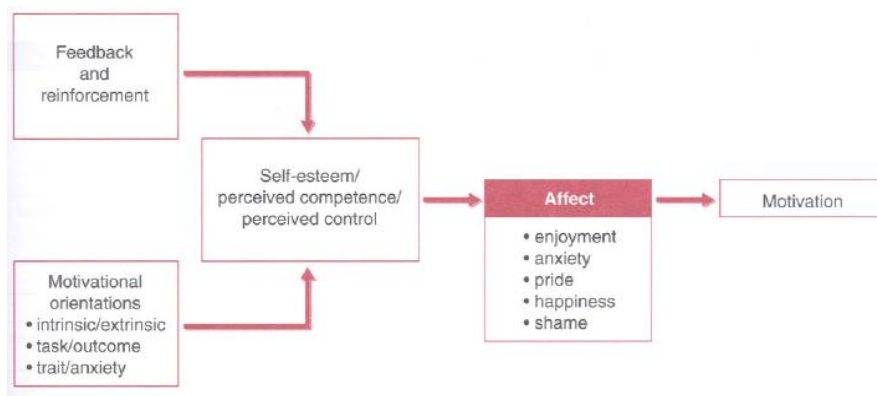 Feedback
and
reinforcement
Self-esteem/
perceived competence/
perceived control
Motivational
orientations
• intrinsic/extrinsic
• task/outcome
• trait/anxiety
Affect
• enjoyment
• anxiety
• pride
• happiness
• shame
Motivation